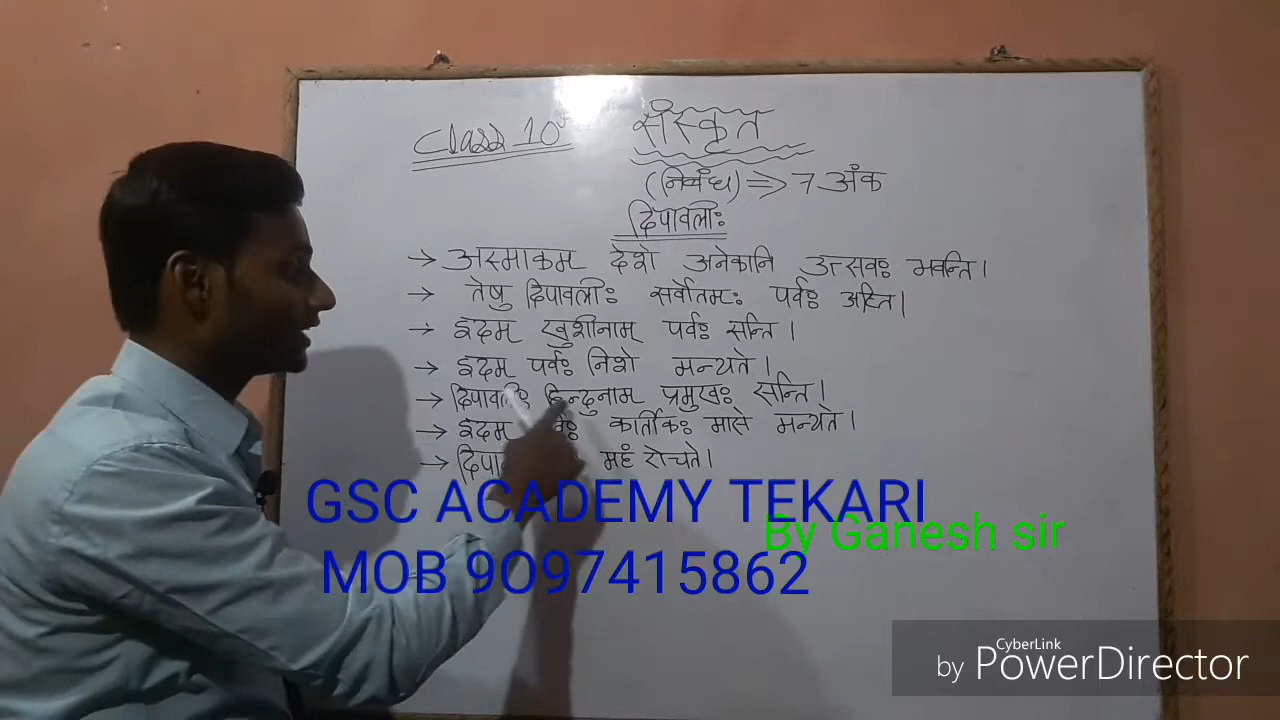 Class 10th संस्कृत
(निबंध) => 7 अंक
दिपावलीः
→ अस्माकम देशे अनेकानि उत्सवः भवन्ति।
→ तेषु दिपावलीः सर्वोतमः पर्वः अस्ति।
→ इदम् खुशीनाम् पर्वः सन्ति।
→ इदम् पर्वः निशे मन्यते।
→ हिन्दुनाम् प्रमुखः सन्ति।
→ इदम् कार्तिकः मासे मन्यते।
→ रोचते।
GSC ACADEMY TEKARI
By Ganesh sir
MOB 9097415862
CyberLink
by PowerDirector